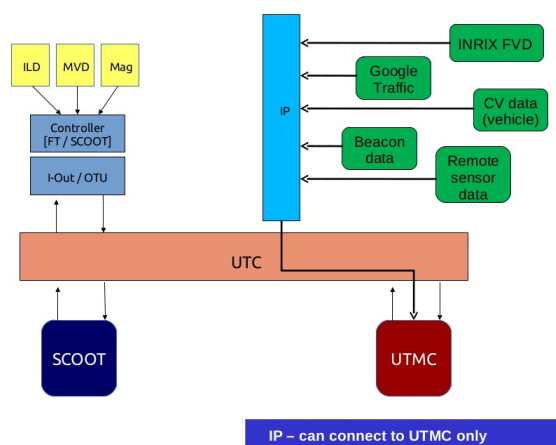 ILD
MVD
Mag
Controller
[FT / SCOOT]
I-Out / OTU
IP
INRIX FVD
Google
Traffic
CV data
(vehicle)
Beacon
data
Remote
sensor
data
UTC
SCOOT
UTMC
IP – can connect to UTMC only